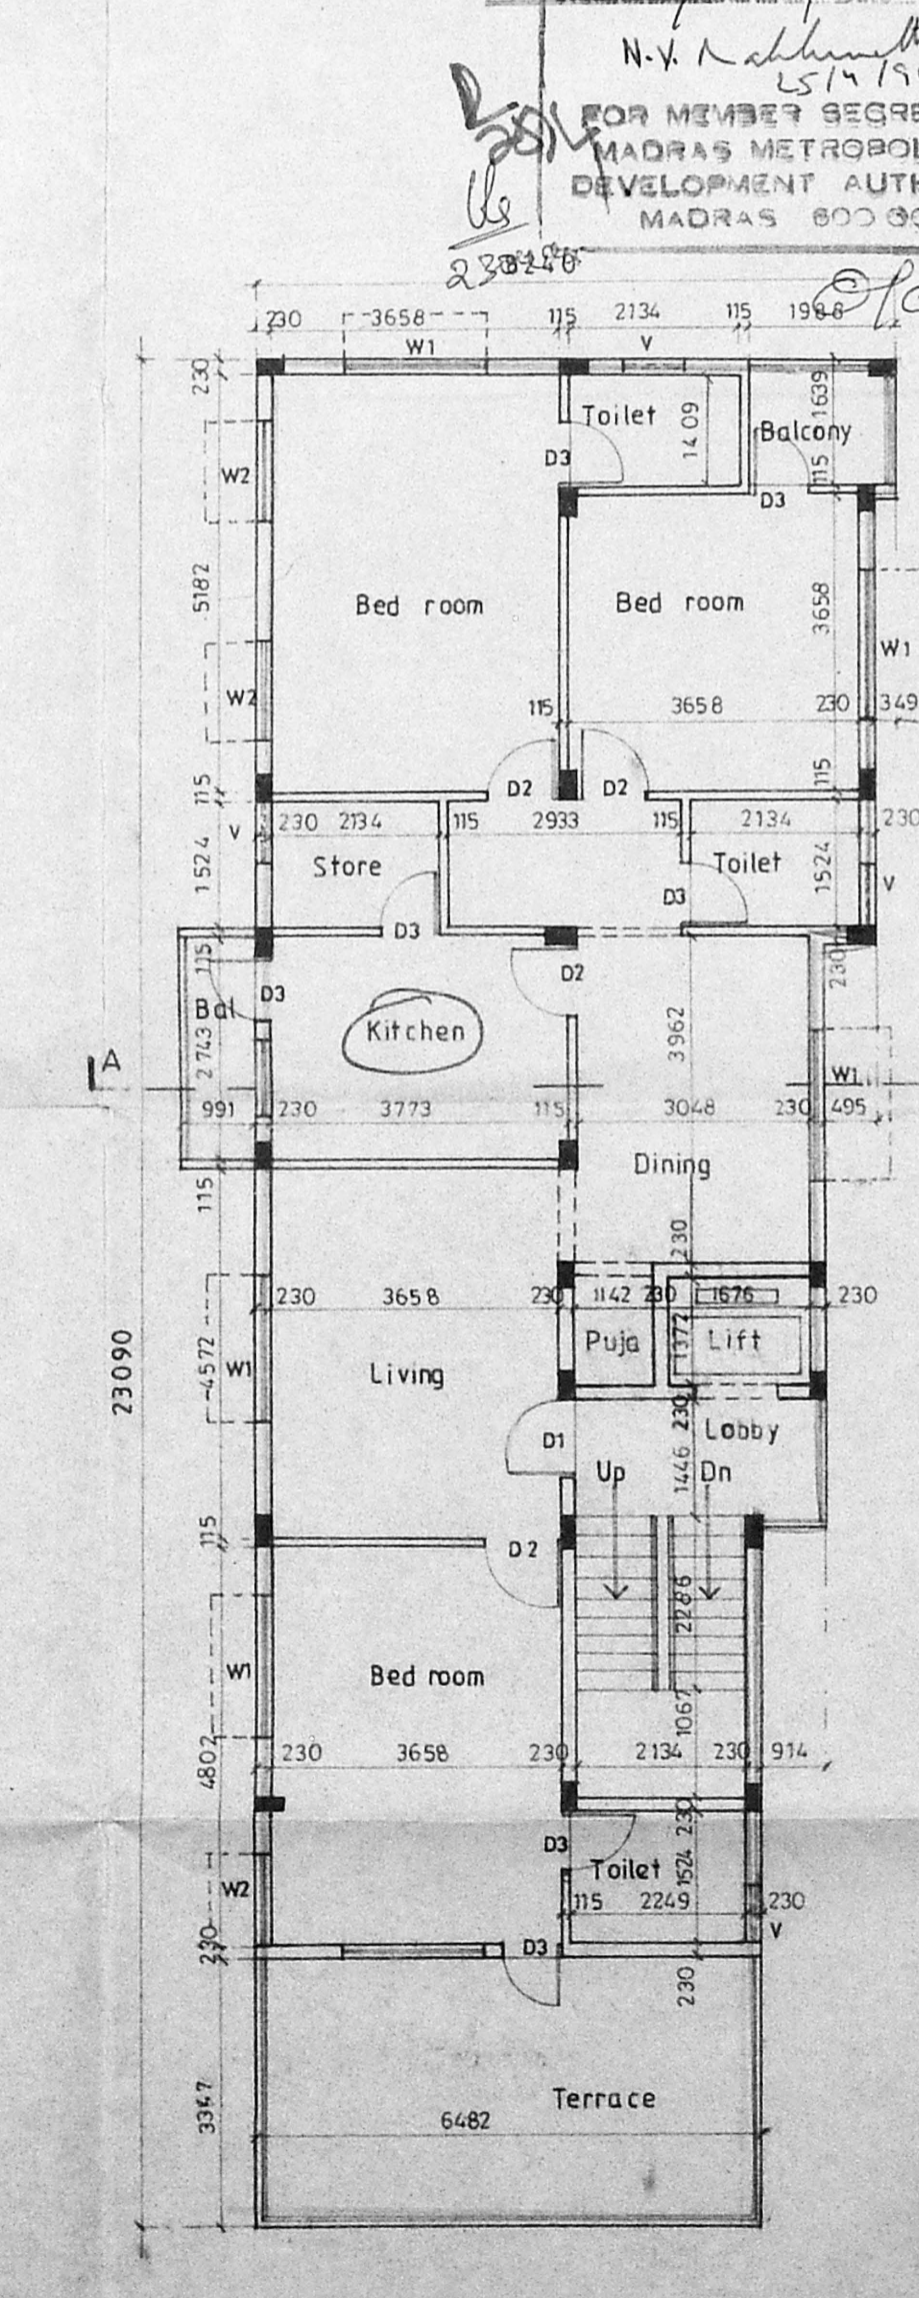 N.V.
25/4/9
FOR MEMBER SECRE
MADRAS METROPOL
DEVELOPMENT AUTH
MADRAS 600 00
230 3658 115 2134 115 1986
W1 V
230
1639
Toilet
1409
Balcony
D3
115
W2
D3
5182
Bed room
Bed room
3658
W1
W2
115
3658
230
349
D2
D2
115
115
V
230 2134 115 2933 115 2134 230
1524
Store
Toilet
1524
D3
V
D3
115
D2
230
Bal
D3
Kitchen
3962
2743
A
W1
991 230 3773 115 3048 230 495
Dining
115
230
230 3658 230 1142 230 1676 230
23090
4572
W1
Living
Puja
1372
Lift
230
Lobby
D1
1446
Up
Dn
115
D2
2286
W1
Bed room
1067
4802
230 3658 230 2134 230 914
230
D3
Toilet
1524
W2
115 2249 230
V
230
D3
230
3347
Terrace
6482